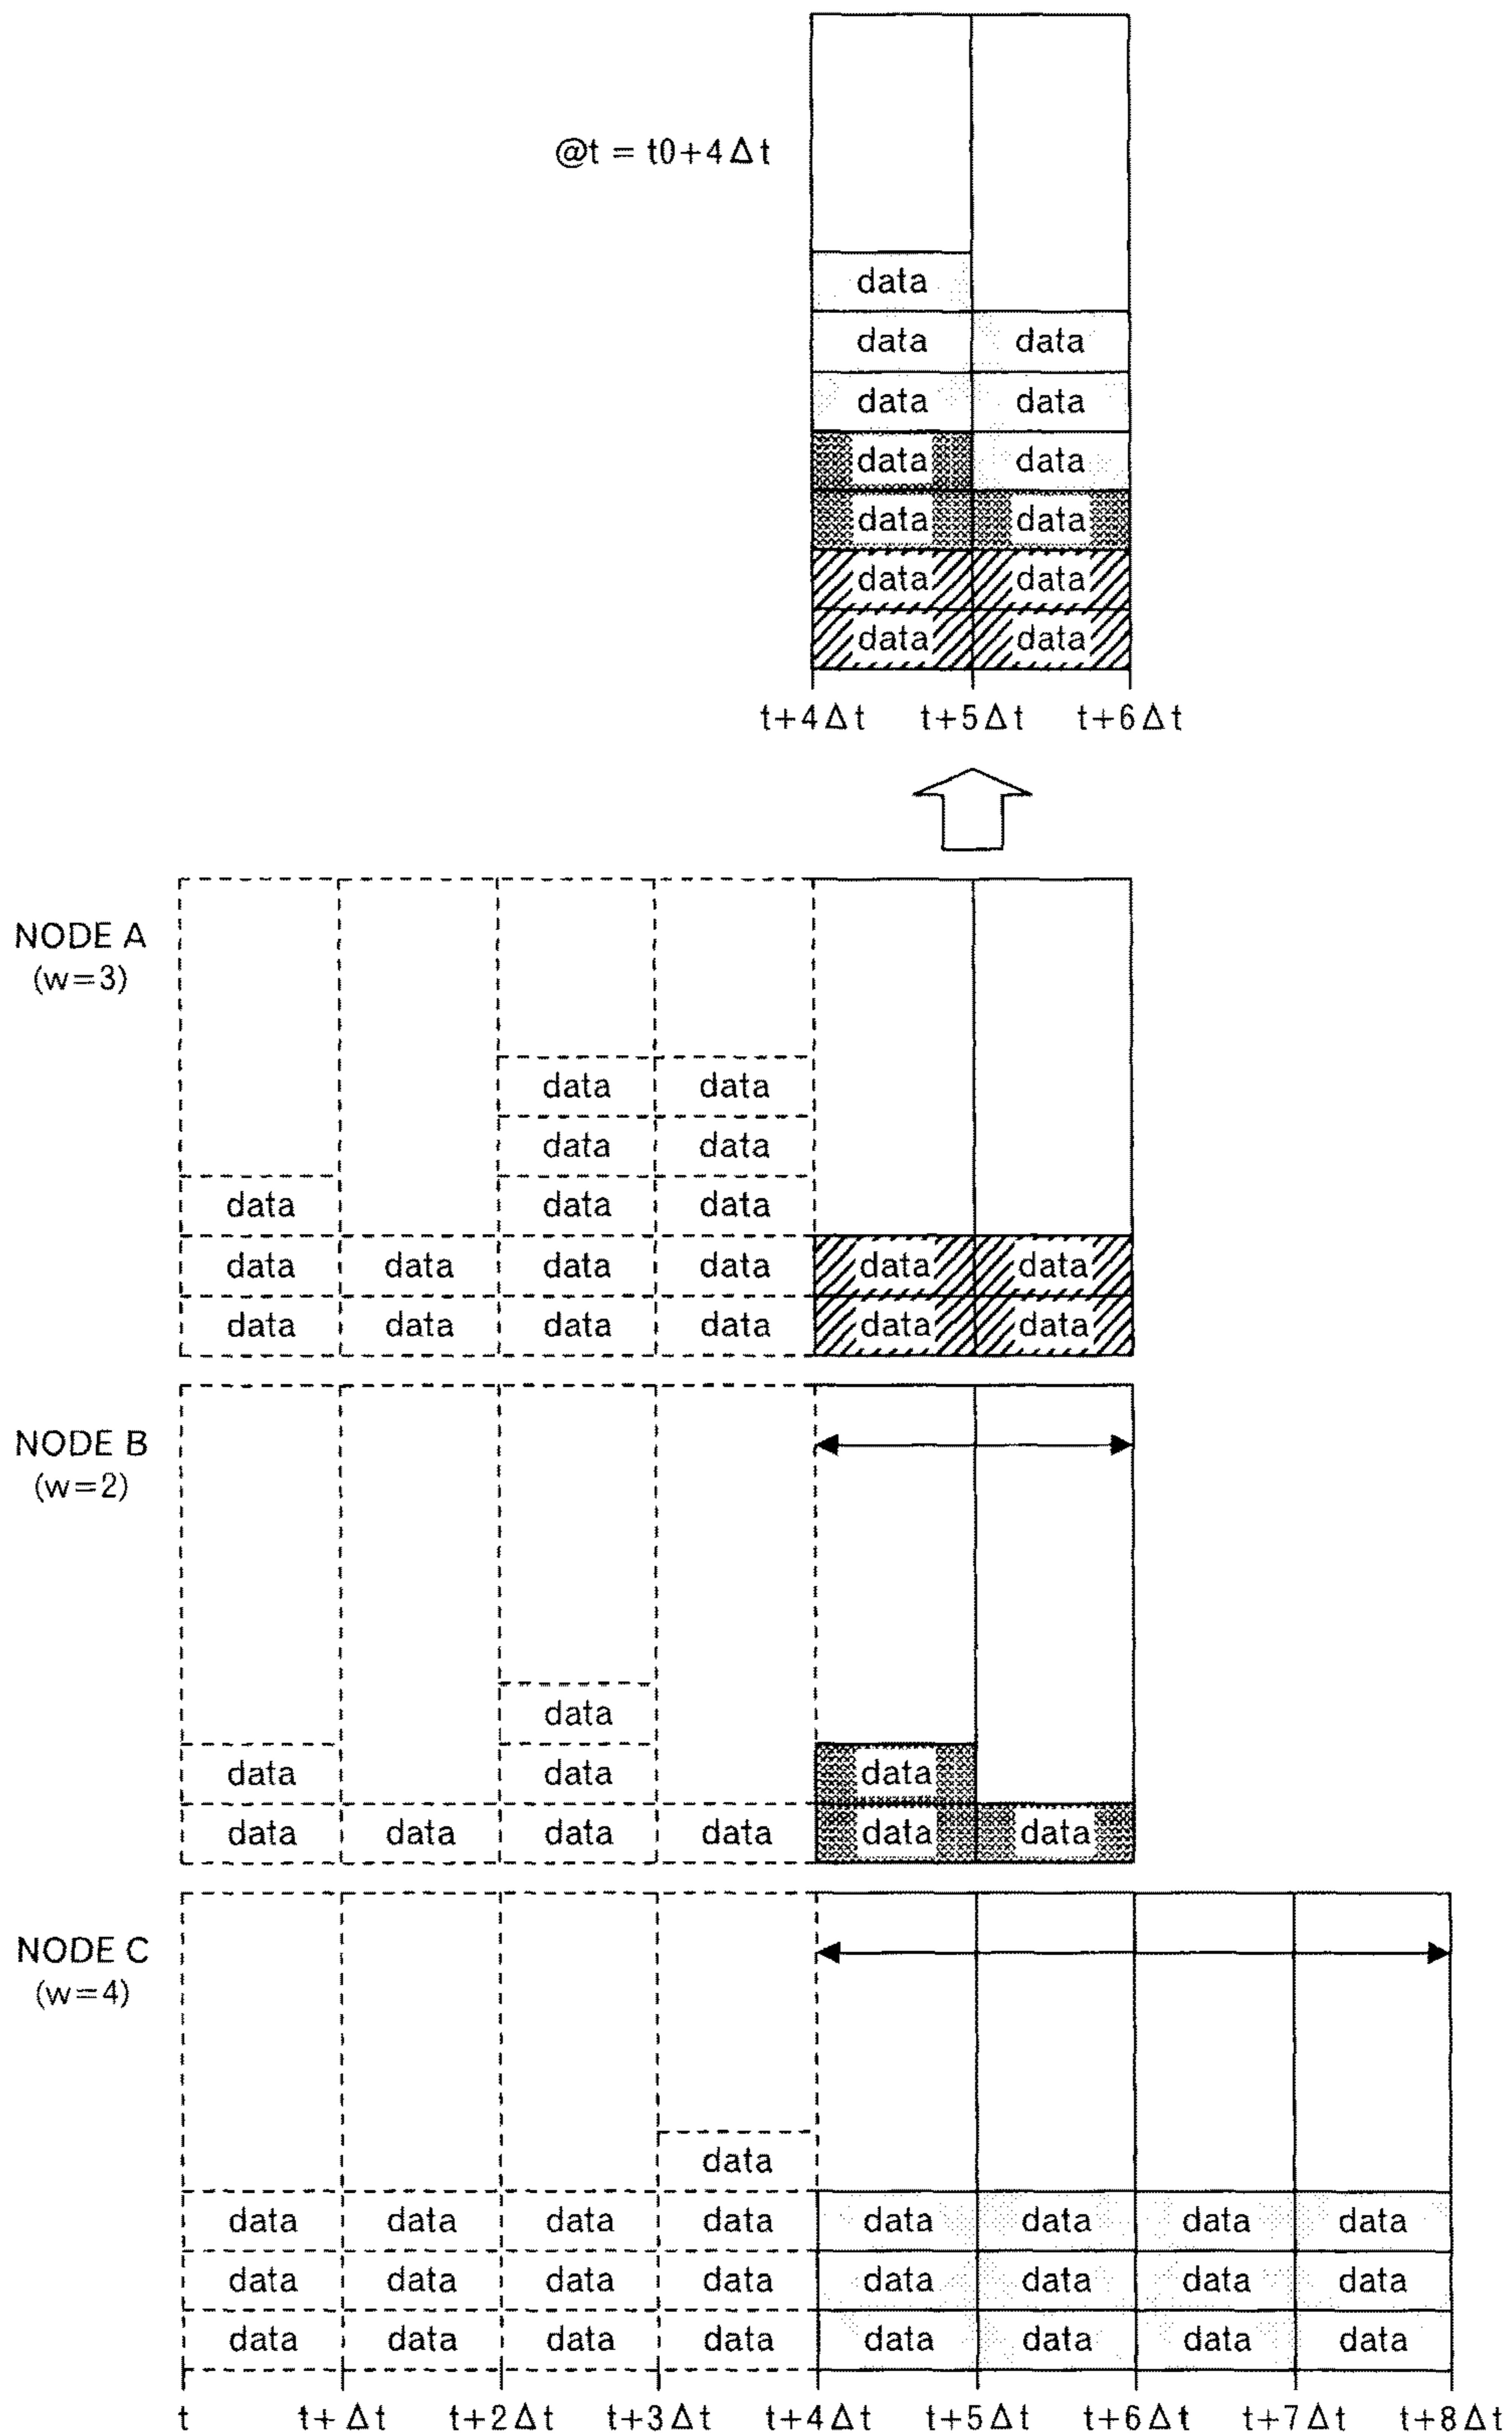 @t = t0+4Δt
data
data data
data data
data data
data data
data data
data data
t+4Δt t+5Δt t+6Δt
NODE A
(w=3)
data data
data data
data data data
data data data data data data
data data data data data data
NODE B
(w=2)
data
data data data
data data data data data data
NODE C
(w=4)
data
data data data data data data data data
data data data data data data data data
data data data data data data data data
t t+Δt t+2Δt t+3Δt t+4Δt t+5Δt t+6Δt t+7Δt t+8Δt